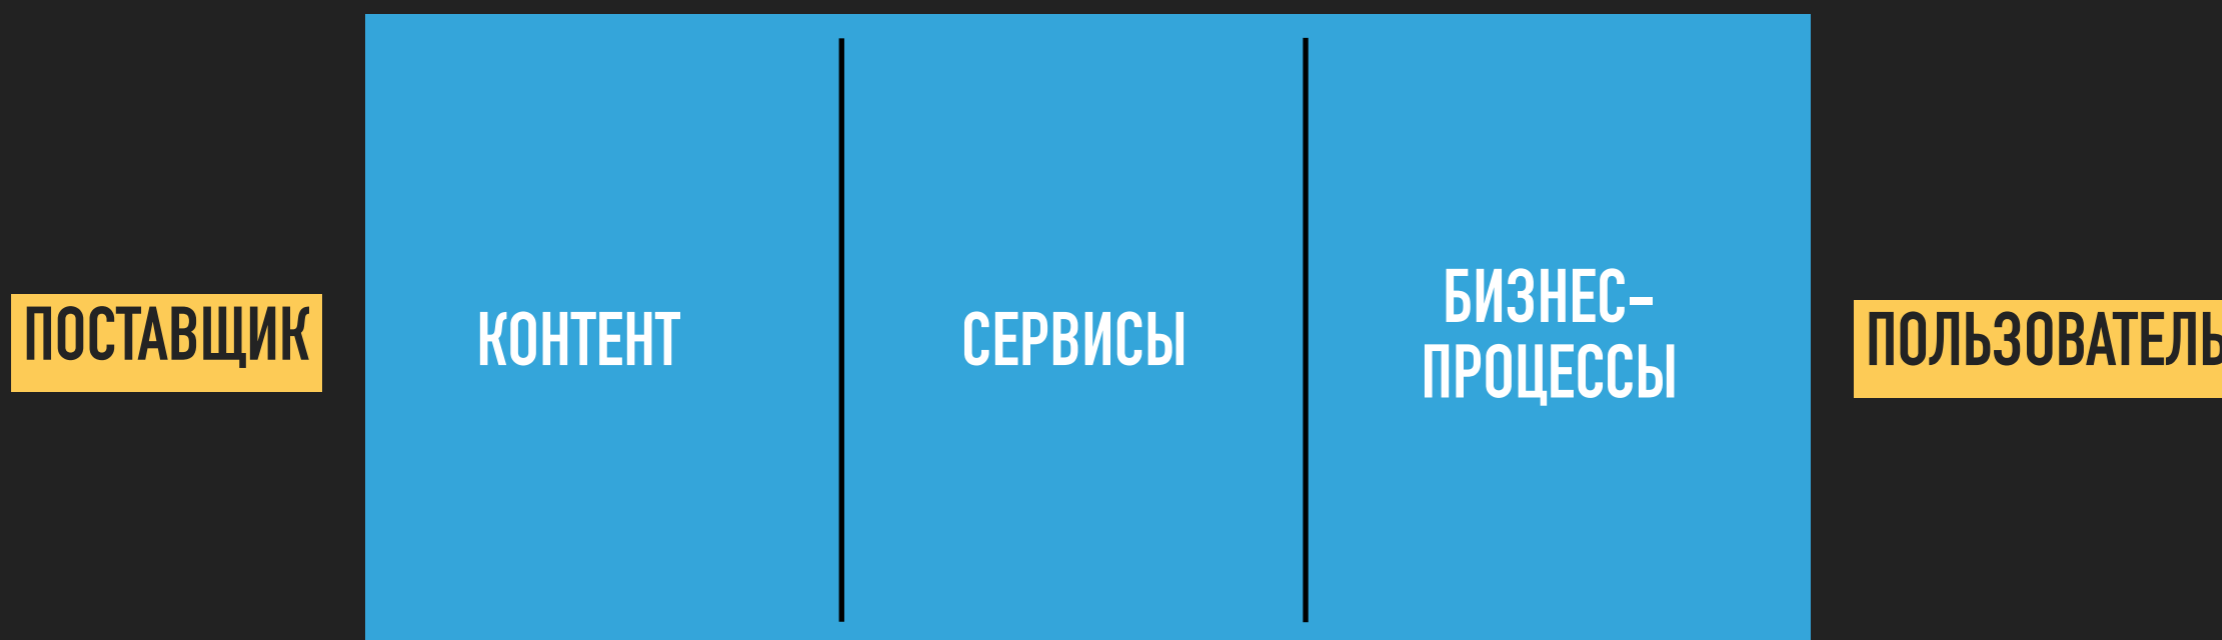 ПОСТАВЩИК
КОНТЕНТ
СЕРВИСЫ
БИЗНЕС-
ПРОЦЕССЫ
ПОЛЬЗОВАТЕЛЬ